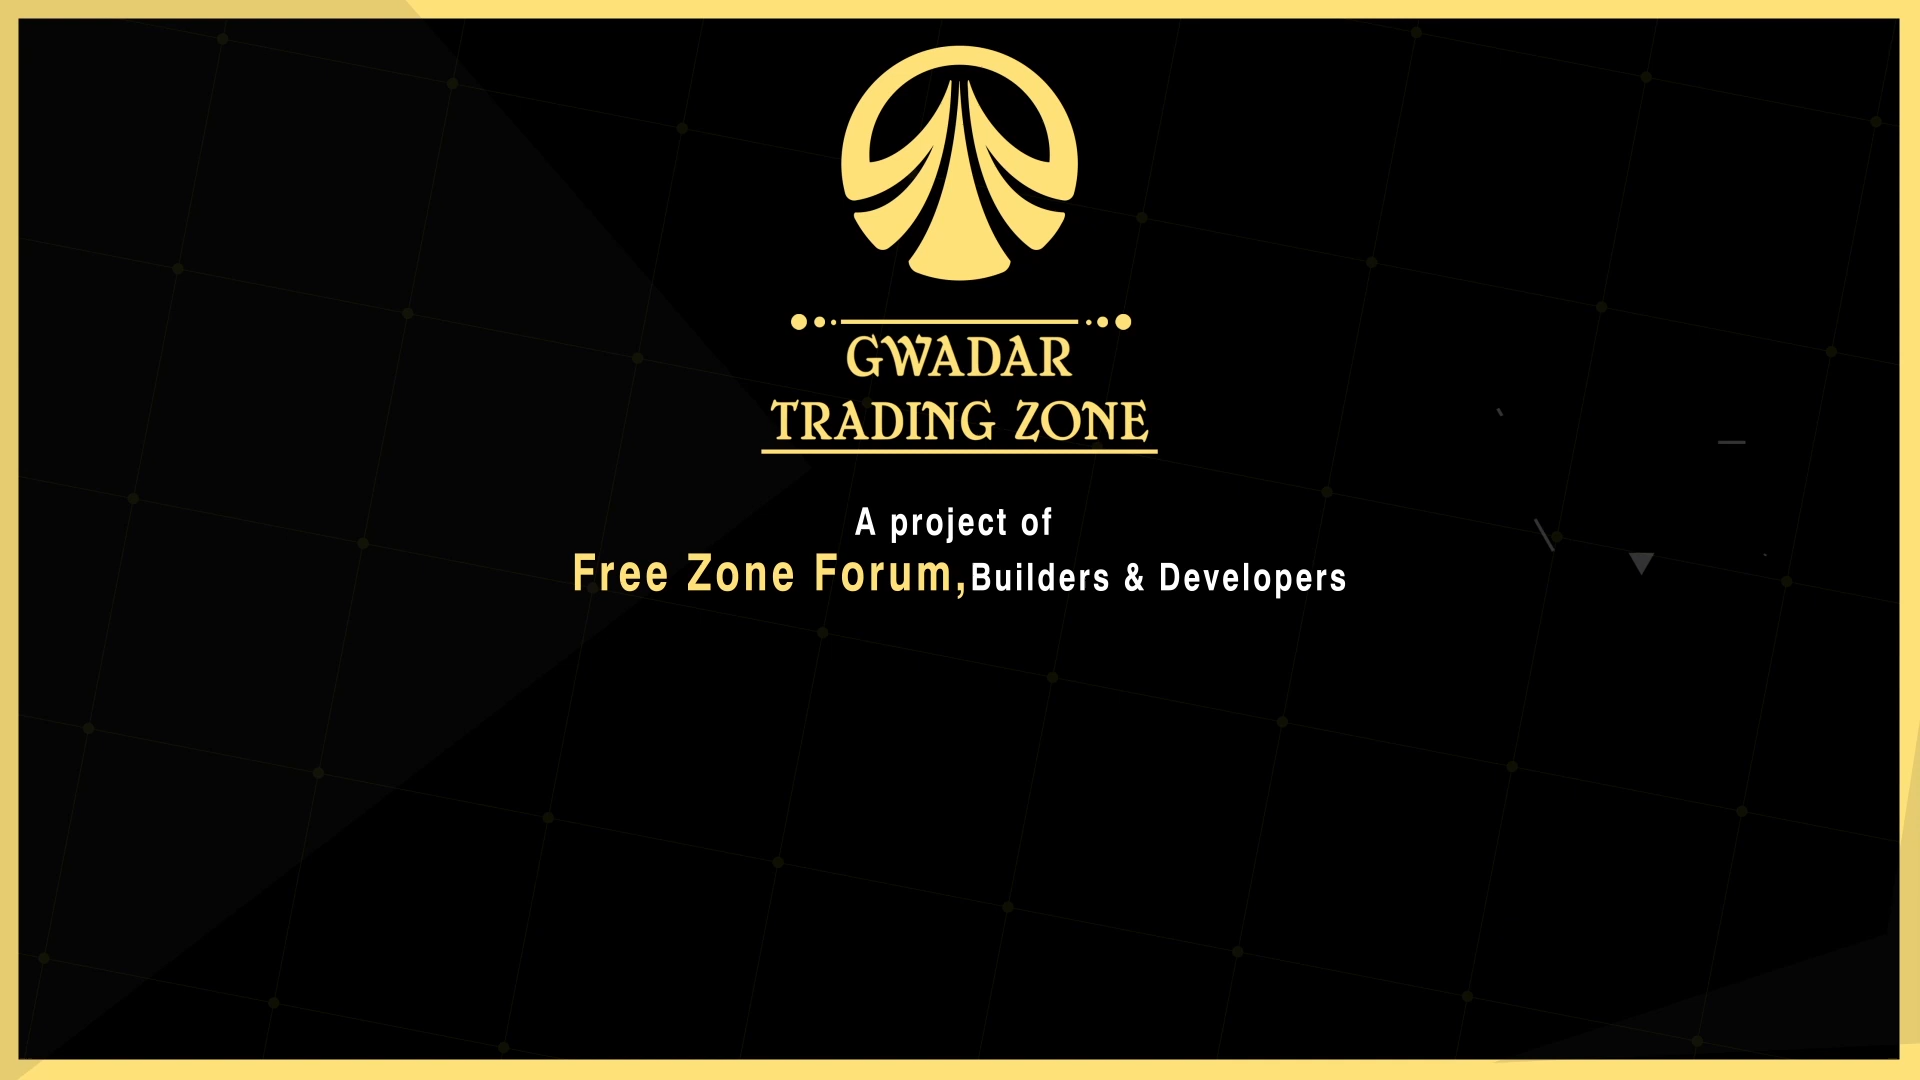 GWADAR
TRADING ZONE
A project of
Free Zone Forum,Builders & Developers